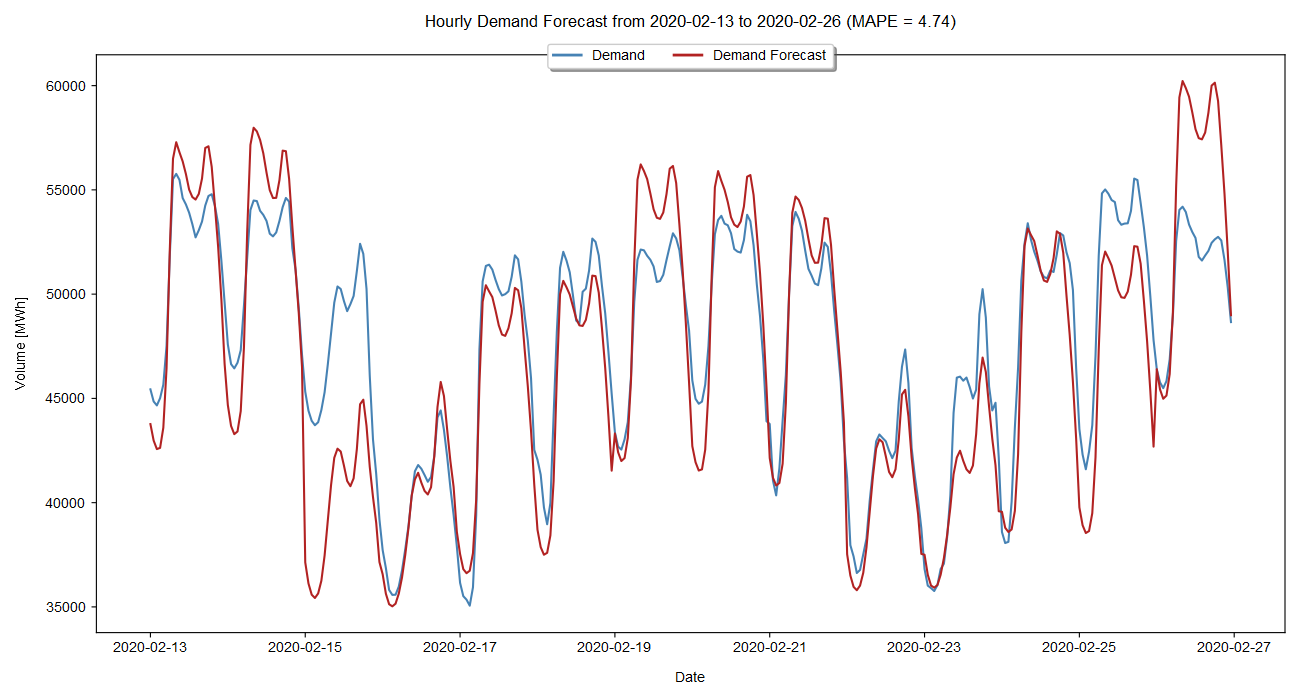 Hourly Demand Forecast from 2020-02-13 to 2020-02-26 (MAPE = 4.74)
Demand Demand Forecast
60000
55000
50000
45000
40000
35000
Volume [MWh]
2020-02-13 2020-02-15 2020-02-17 2020-02-19 2020-02-21 2020-02-23 2020-02-25 2020-02-27
Date